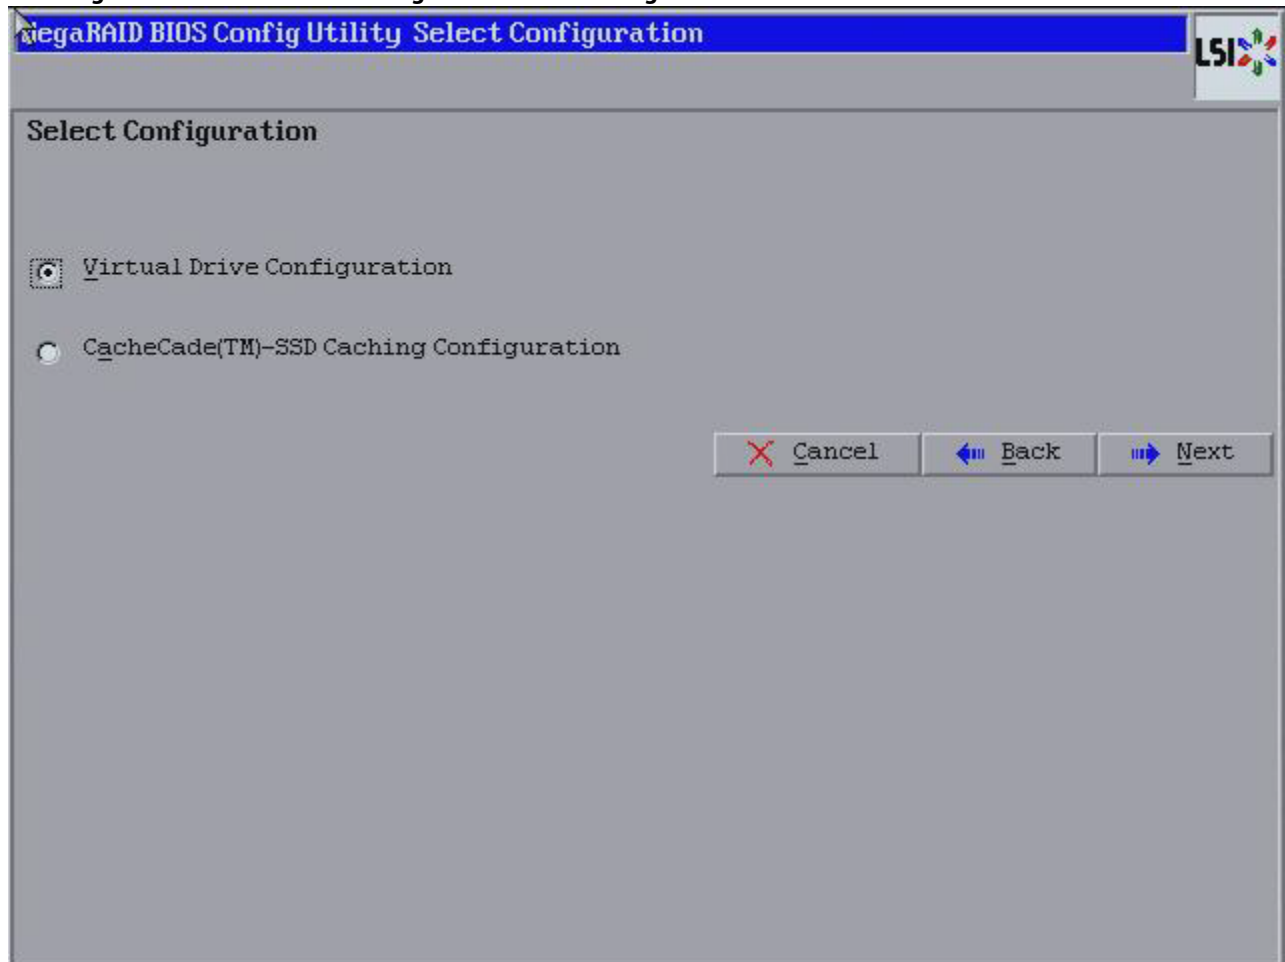 MegaRAID BIOS Config Utility Select Configuration
LSI
Select Configuration
Virtual Drive Configuration
CacheCade(TM)-SSD Caching Configuration
Cancel
Back
Next